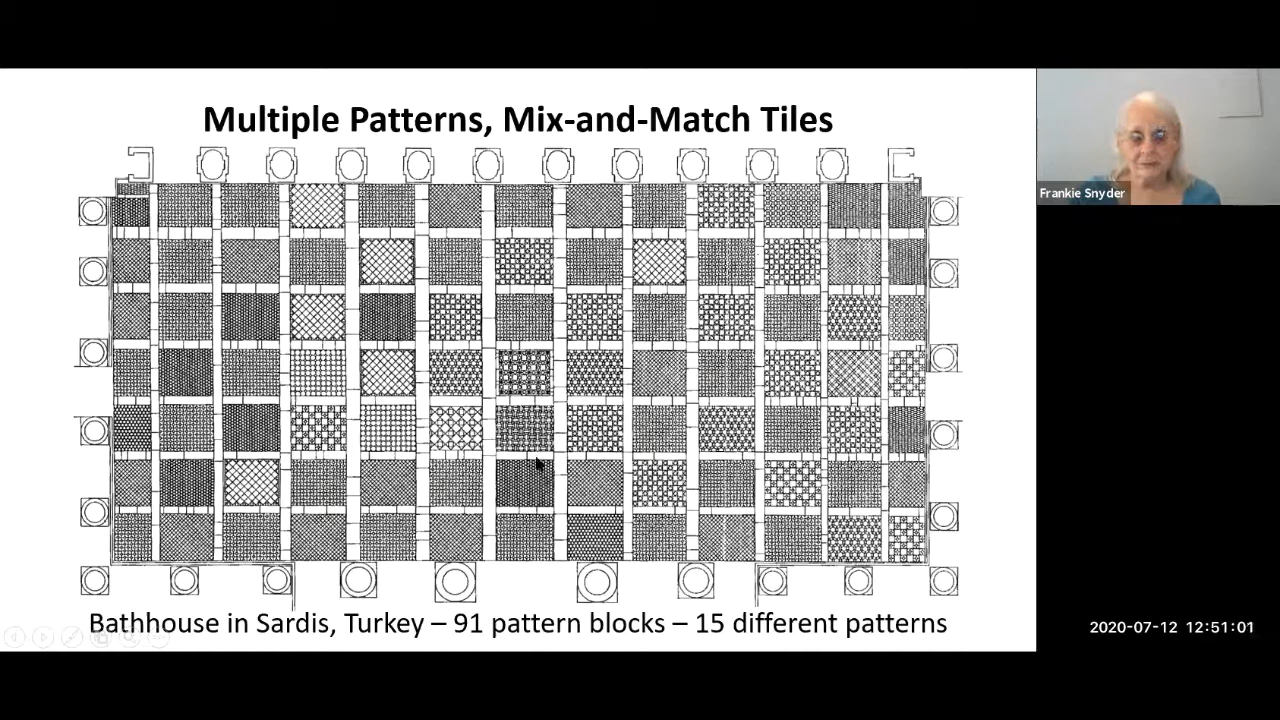 Multiple Patterns, Mix-and-Match Tiles
Frankie Snyder
Bathhouse in Sardis, Turkey – 91 pattern blocks – 15 different patterns
2020-07-12 12:51:01